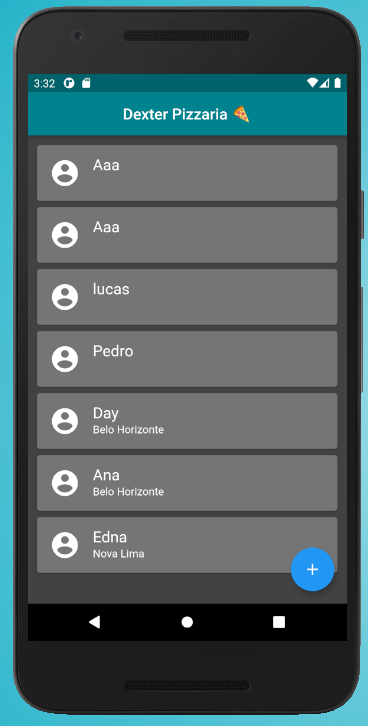 3:32
Dexter Pizzaria 🍕
Aaa
Aaa
lucas
Pedro
Day
Belo Horizonte
Ana
Belo Horizonte
Edna
Nova Lima
+